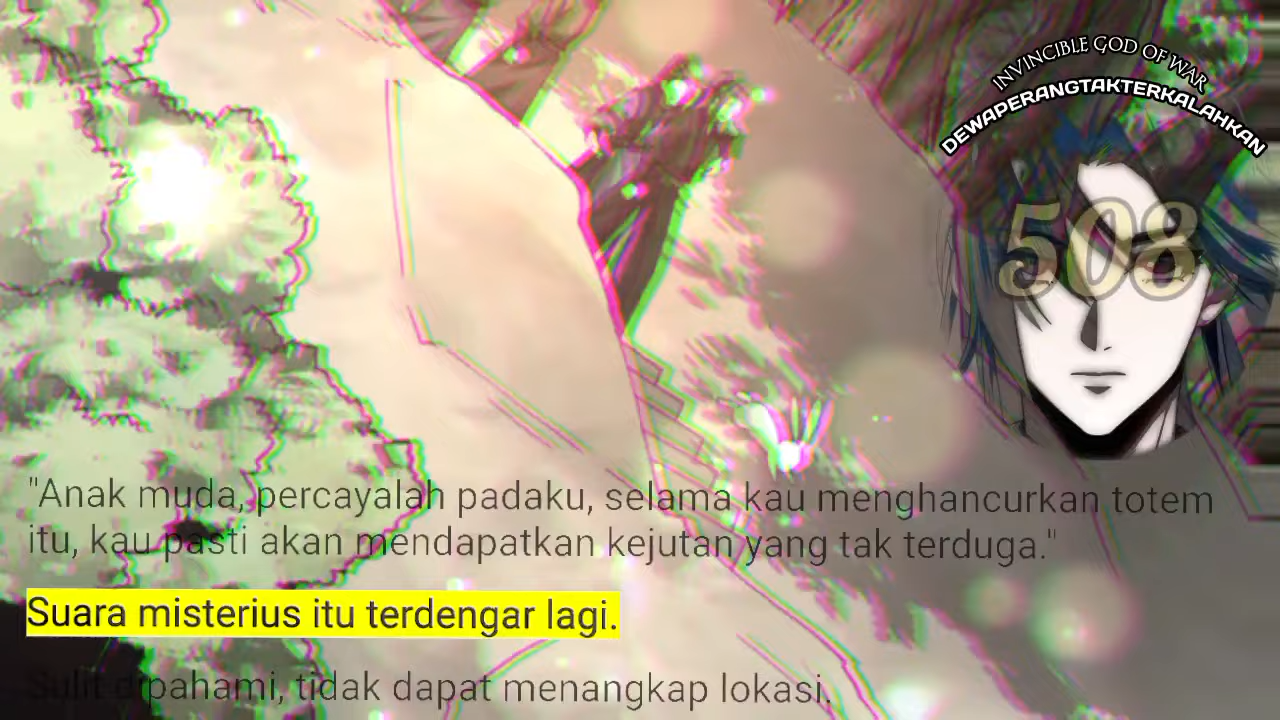 INVINCIBLE GOD OF WAR
DEWAPERANGTAKTERKALAHKAN
508
"Anak muda, percayalah padaku, selama kau menghancurkan totem
itu, kau pasti akan mendapatkan kejutan yang tak terduga."
Suara misterius itu terdengar lagi.
Sulit dipahami, tidak dapat menangkap lokasi.